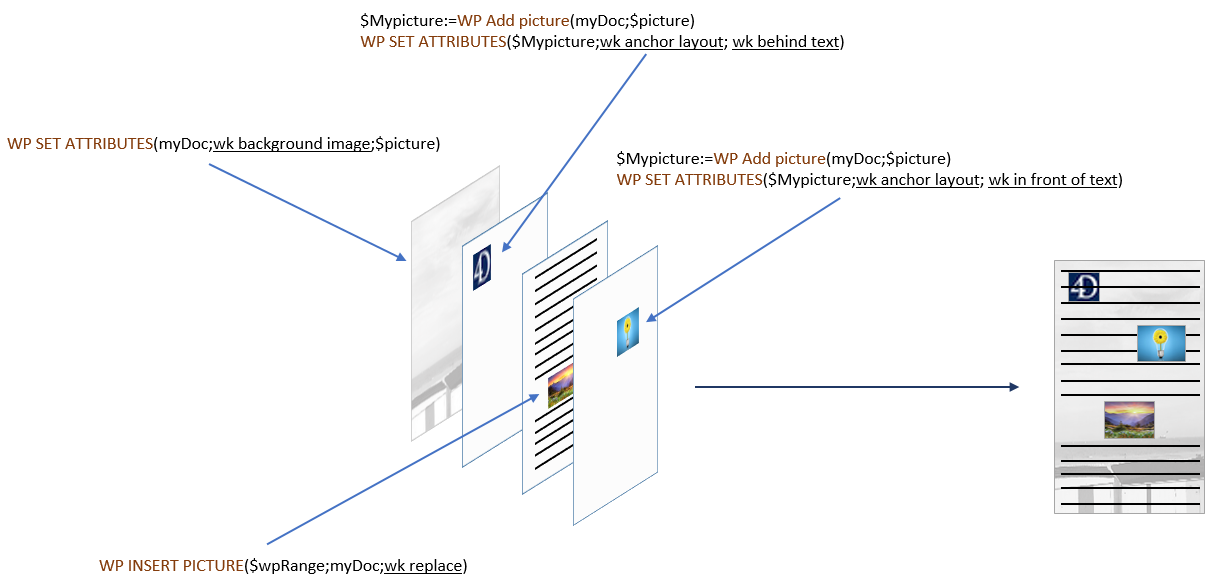 $Mypicture:=WP Add picture(myDoc;$picture)
WP SET ATTRIBUTES($Mypicture;wk anchor layout; wk behind text)
WP SET ATTRIBUTES(myDoc;wk background image;$picture)
$Mypicture:=WP Add picture(myDoc;$picture)
WP SET ATTRIBUTES($Mypicture;wk anchor layout; wk in front of text)
4D
4D
WP INSERT PICTURE($wpRange;myDoc;wk replace)